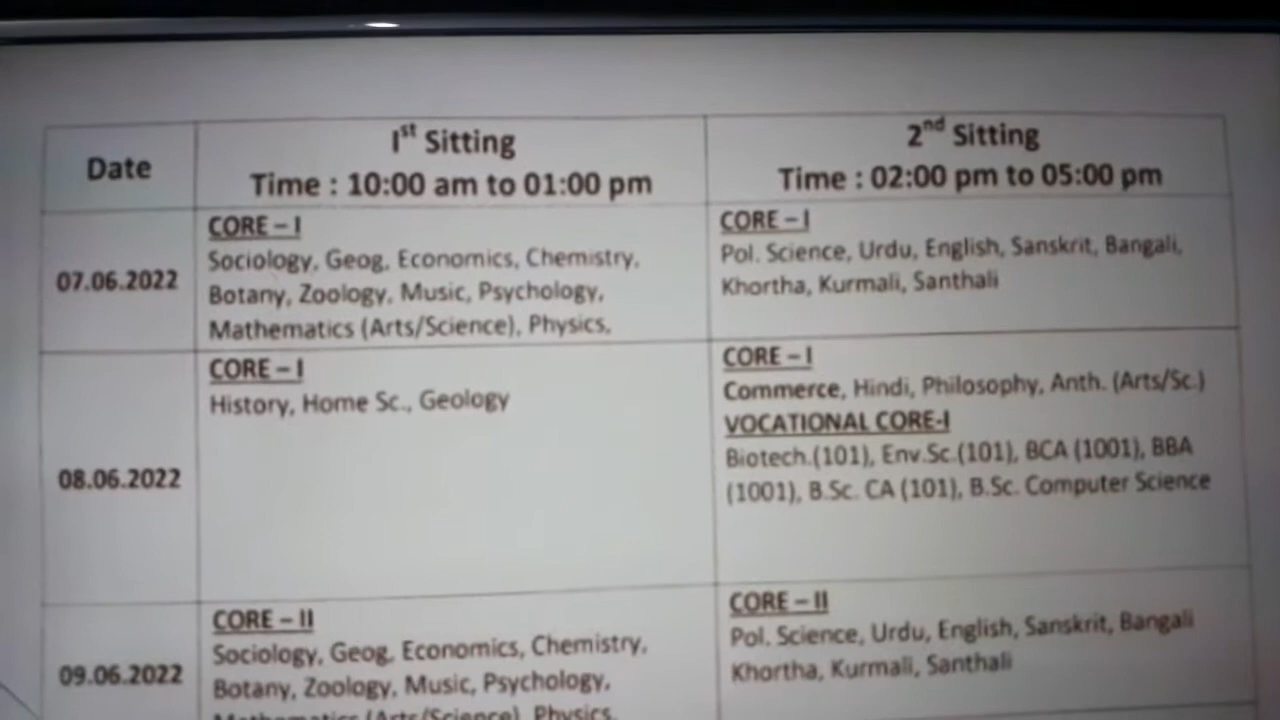 Date
Ist Sitting
Time : 10:00 am to 01:00 pm
2nd Sitting
Time : 02:00 pm to 05:00 pm
07.06.2022
CORE – I
Sociology, Geog, Economics, Chemistry,
Botany, Zoology, Music, Psychology,
Mathematics (Arts/Science), Physics,
CORE – I
Pol. Science, Urdu, English, Sanskrit, Bangali,
Khortha, Kurmali, Santhali
08.06.2022
CORE – I
History, Home Sc., Geology
CORE – I
Commerce, Hindi, Philosophy, Anth. (Arts/Sc.)
VOCATIONAL CORE-I
Biotech.(101), Env.Sc.(101), BCA (1001), BBA
(1001), B.Sc. CA (101), B.Sc. Computer Science
09.06.2022
CORE – II
Sociology, Geog, Economics, Chemistry,
Botany, Zoology, Music, Psychology,
Mathematics (Arts/Science), Physics,
CORE – II
Pol. Science, Urdu, English, Sanskrit, Bangali
Khortha, Kurmali, Santhali